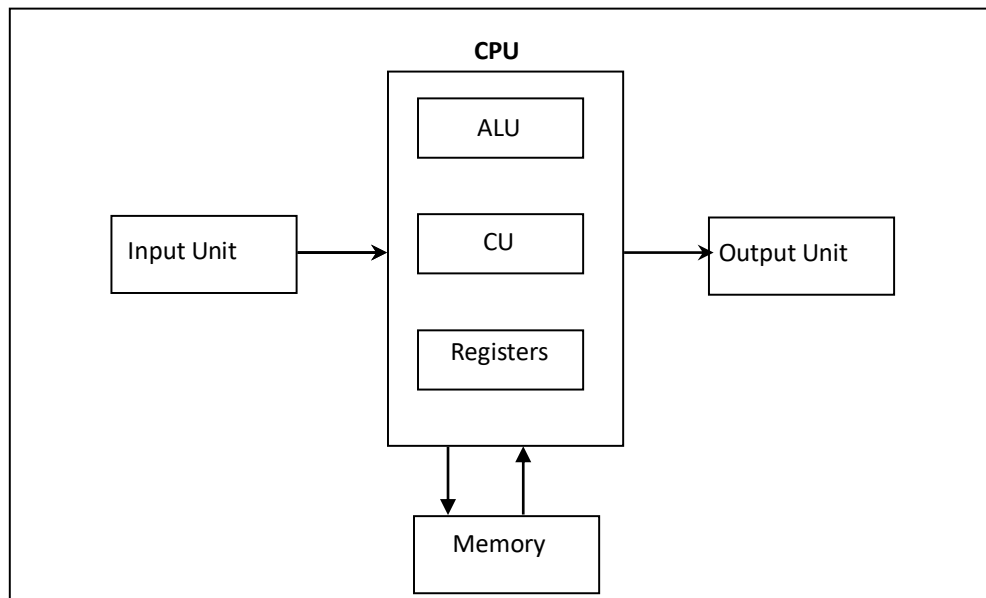 CPU
ALU
Input Unit
CU
Output Unit
Registers
Memory